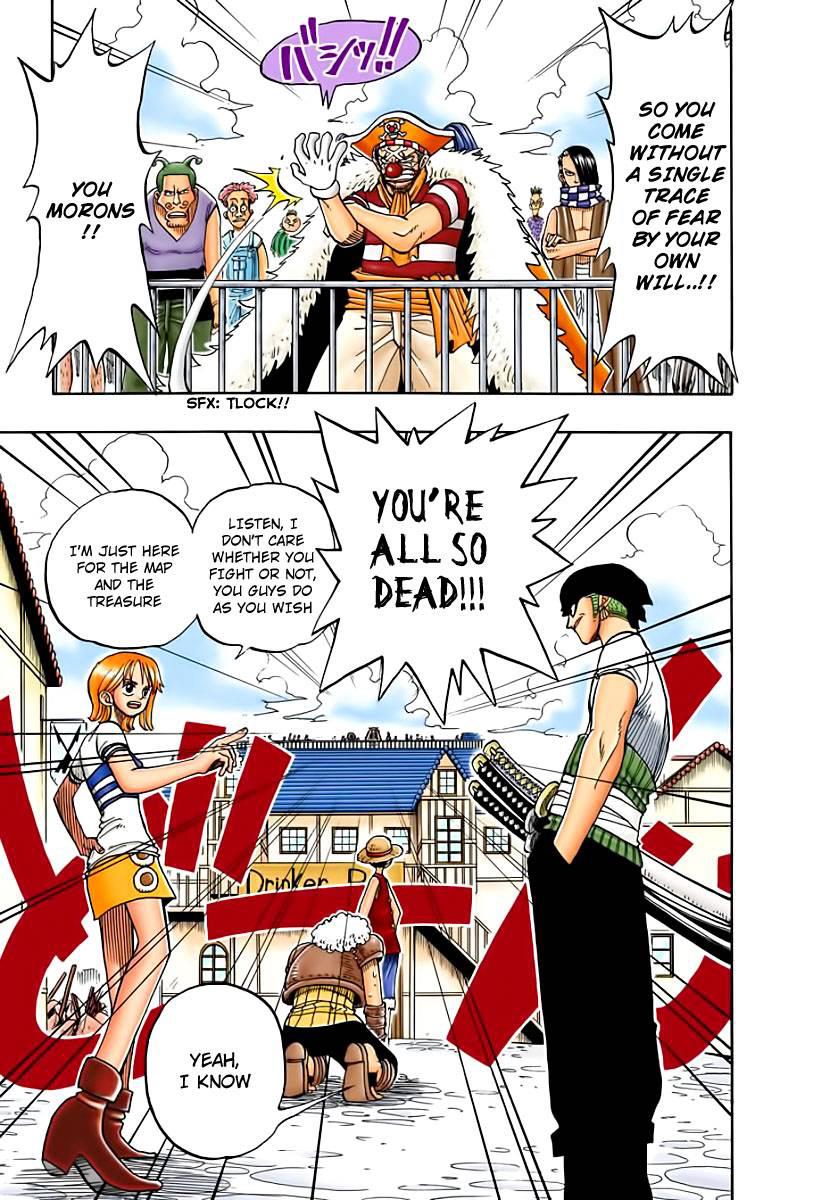 SO YOU
COME
WITHOUT
A SINGLE
TRACE
OF FEAR
BY YOUR
OWN
WILL..!!
バシッ!!
YOU
MORONS
!!
SFX: TLOCK!!
YOU'RE
ALL SO
DEAD!!!
LISTEN, I
DON'T CARE
WHETHER YOU
FIGHT OR NOT,
YOU GUYS DO
AS YOU WISH
I'M JUST HERE
FOR THE MAP
AND THE
TREASURE
Drinker
YEAH,
I KNOW